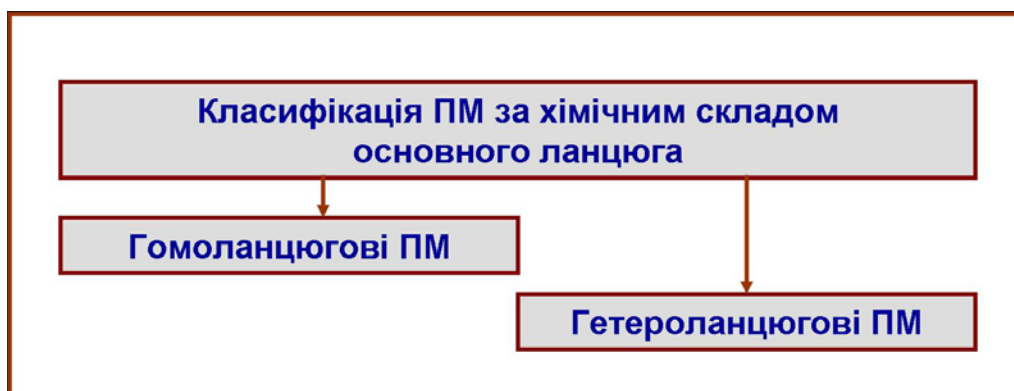 Класифікація ПМ за хімічним складом
основного ланцюга
Гомоланцюгові ПМ
Гетероланцюгові ПМ